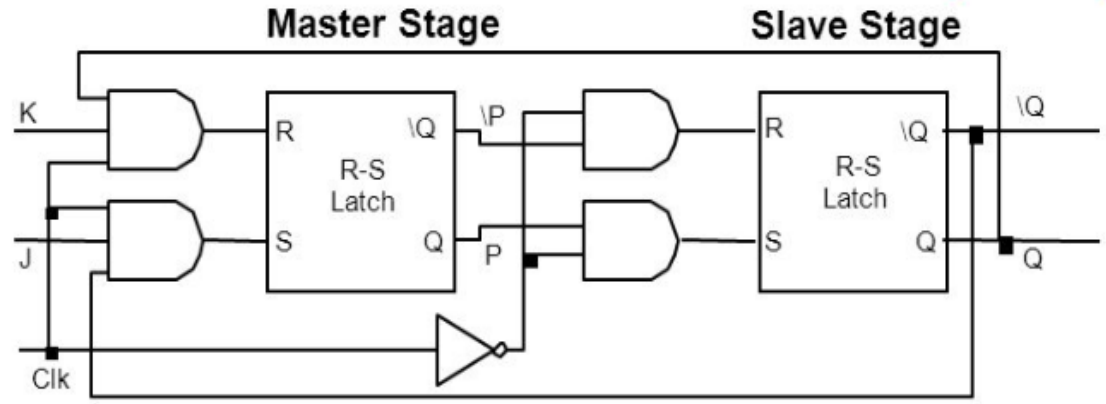 Master Stage
Slave Stage
K
\P
\Q
R
\Q
R
\Q
R-S
Latch
R-S
Latch
J
S
Q
P
S
Q
Q
Clk